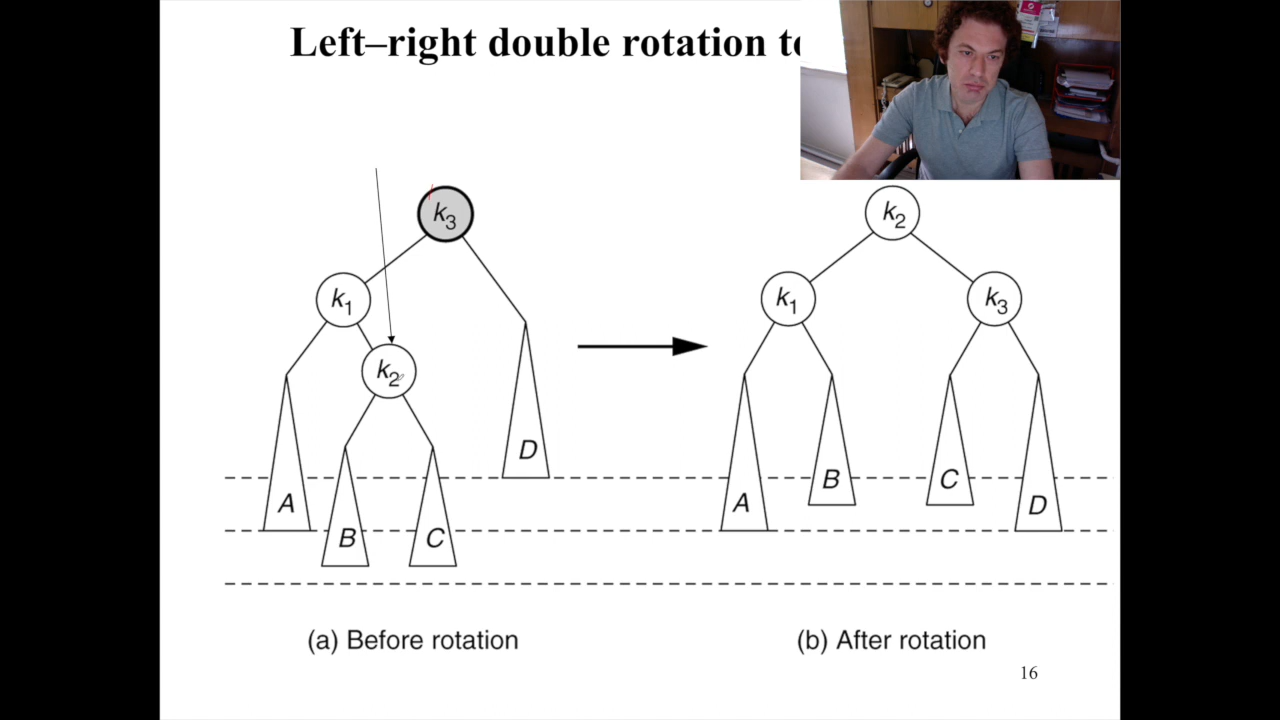 Left–right double rotation
k3
k1
k2
A
B
C
D
k2
k1
k3
A
B
C
D
(a) Before rotation
(b) After rotation
16